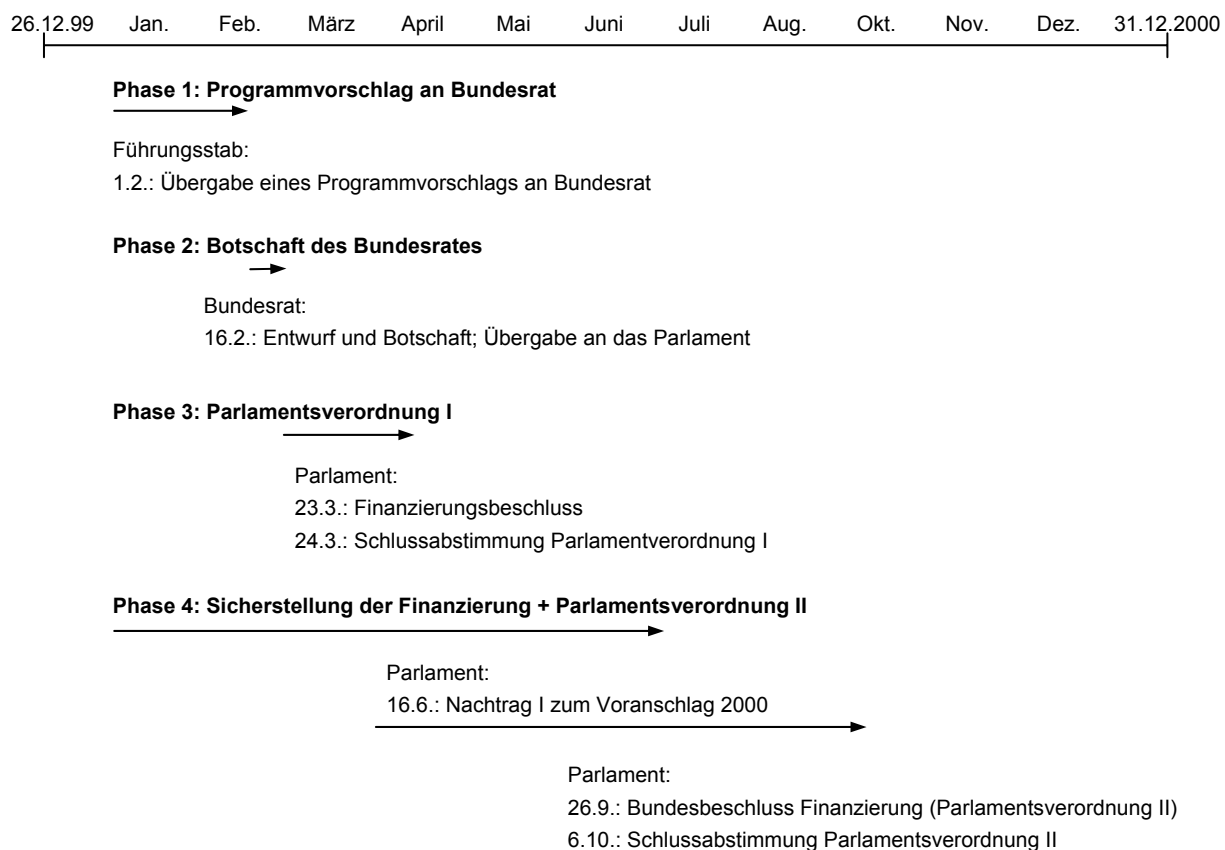 26.12.99 Jan. Feb. März April Mai Juni Juli Aug. Okt. Nov. Dez. 31.12.2000
Phase 1: Programmvorschlag an Bundesrat
Führungsstab:
1.2.: Übergabe eines Programmvorschlags an Bundesrat
Phase 2: Botschaft des Bundesrates
Bundesrat:
16.2.: Entwurf und Botschaft; Übergabe an das Parlament
Phase 3: Parlamentsverordnung I
Parlament:
23.3.: Finanzierungsbeschluss
24.3.: Schlussabstimmung Parlamentverordnung I
Phase 4: Sicherstellung der Finanzierung + Parlamentsverordnung II
Parlament:
16.6.: Nachtrag I zum Voranschlag 2000
Parlament:
26.9.: Bundesbeschluss Finanzierung (Parlamentsverordnung II)
6.10.: Schlussabstimmung Parlamentsverordnung II